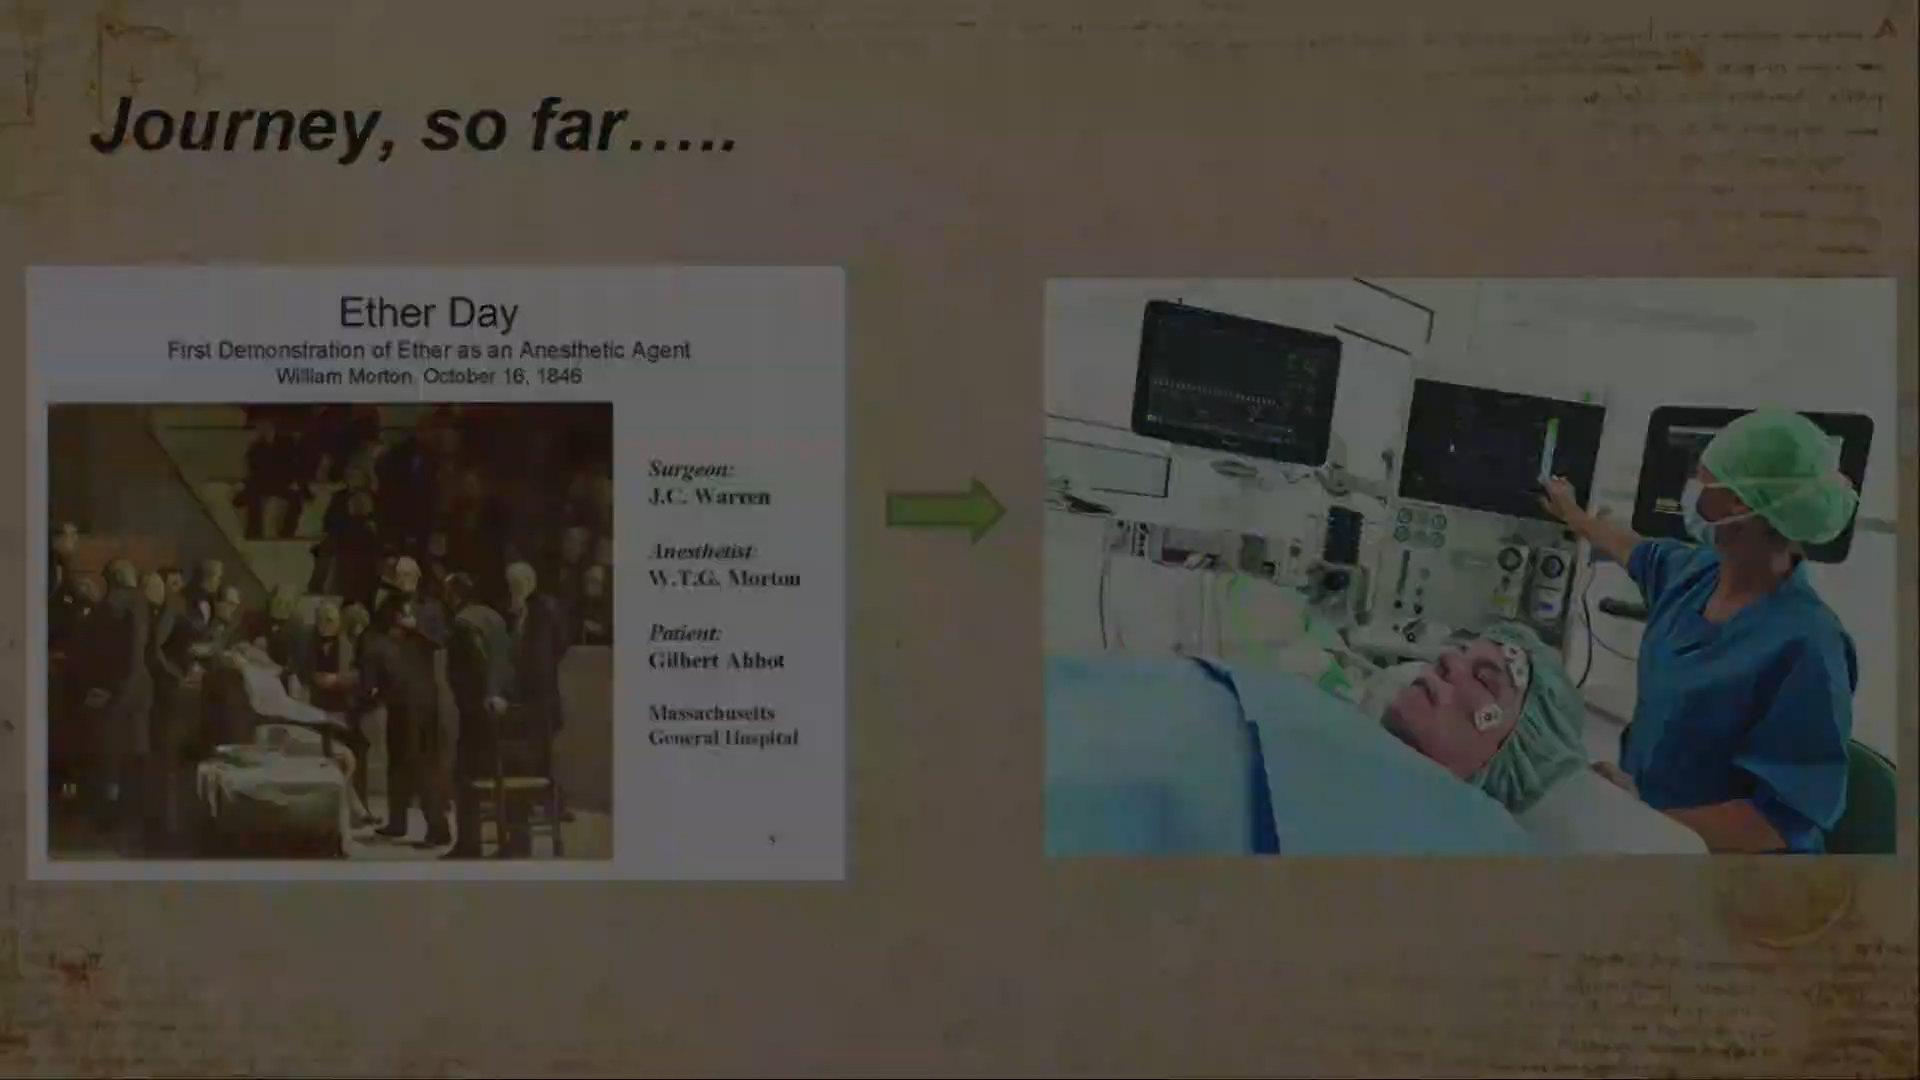 Journey, so far.....
Ether Day
First Demonstration of Ether as an Anesthetic Agent
William Morton, October 16, 1846
Surgeon:
J.C. Warren
Anesthetist:
W.T.G. Morton
Patient:
Gilbert Abbot
Massachusetts
General Hospital